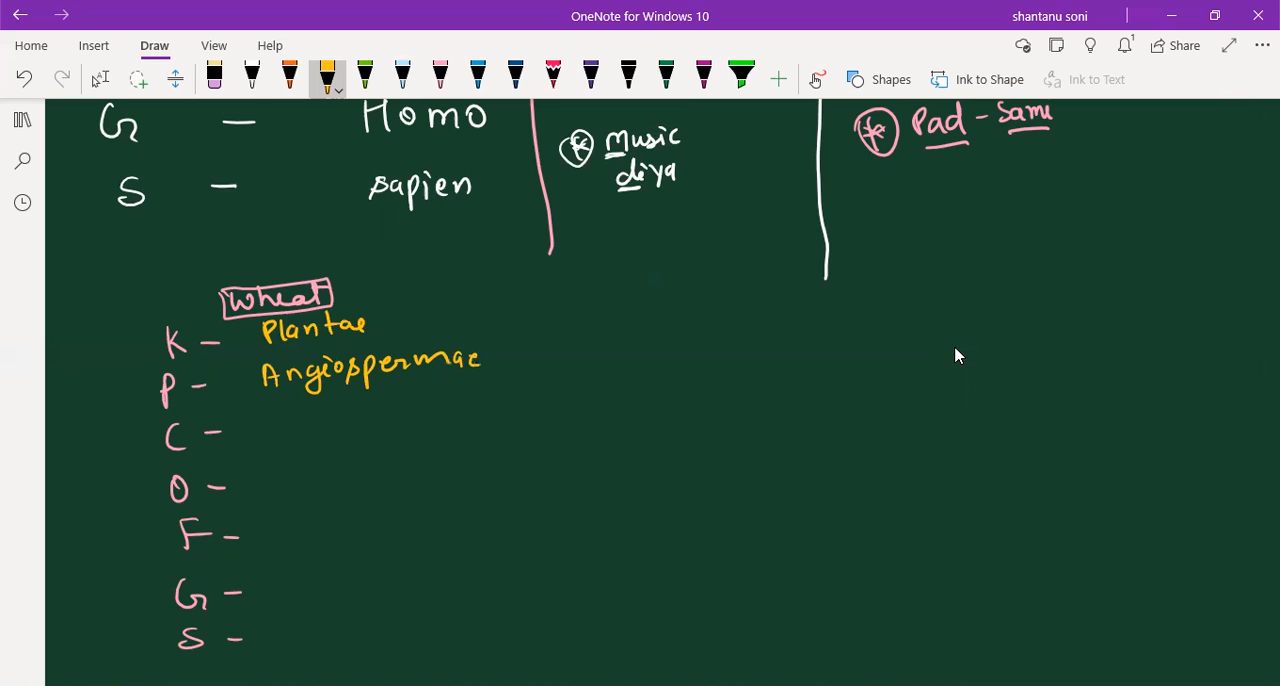 OneNote for Windows 10
shantanu soni
Home Insert Draw View Help
Share
Shapes
Ink to Shape
Ink to Text
G - Homo
S - sapien
Music
diya
Pad - Same
Wheat
K - Plantae
P - Angiospermae
C -
O -
F -
G -
S -